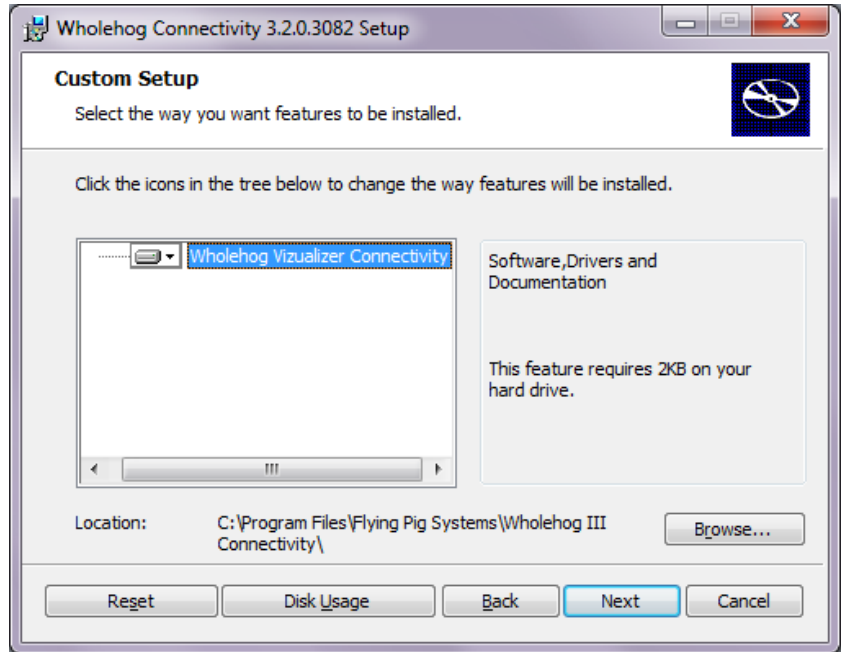 Wholehog Connectivity 3.2.0.3082 Setup
Custom Setup
Select the way you want features to be installed.
Click the icons in the tree below to change the way features will be installed.
Wholehog Vizualizer Connectivity
Software,Drivers and
Documentation
This feature requires 2KB on your
hard drive.
Location:
C:\Program Files\Flying Pig Systems\Wholehog III
Connectivity\
Browse...
Reset
Disk Usage
Back
Next
Cancel